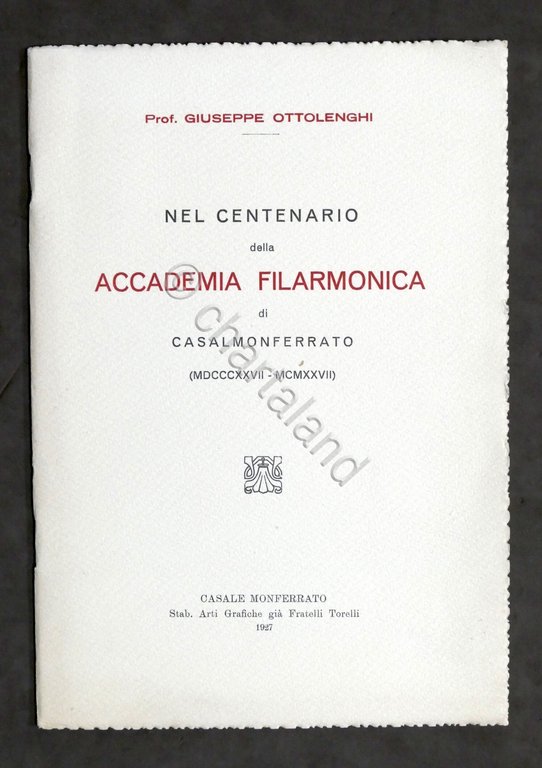 Prof. GIUSEPPE OTTOLENGHI
NEL CENTENARIO
della
ACCADEMIA FILARMONICA
di
CASALMONFERRATO
(MDCCCXXVII - MCMXXVII)
© chartaland
CASALE MONFERRATO
Stab. Arti Grafiche già Fratelli Torelli
1927